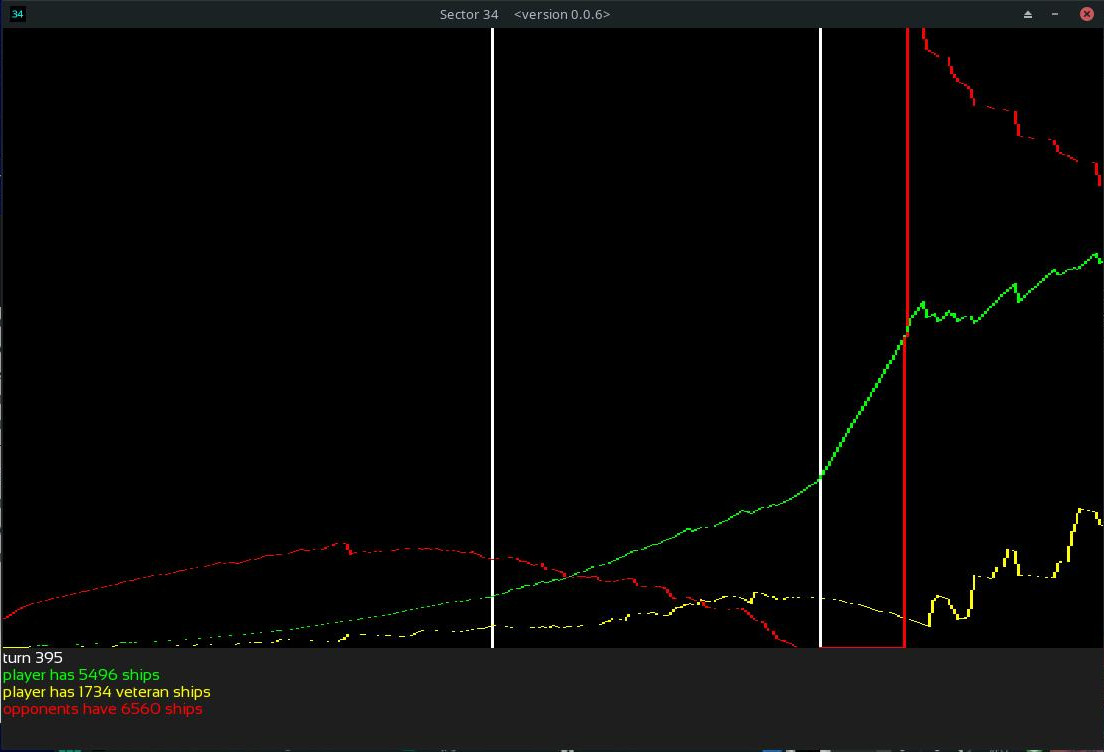 34 Sector 34 <version 0.0.6>
turn 395
player has 5496 ships
player has 1734 veteran ships
opponents have 6560 ships